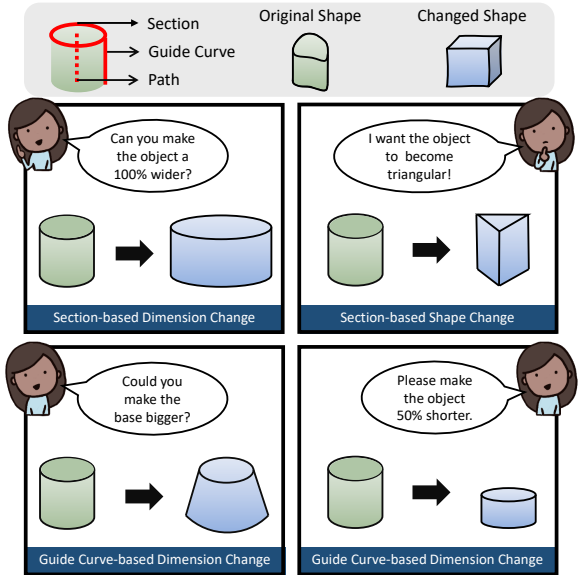 Section
Guide Curve
Path
Original Shape
Changed Shape
Can you make
the object a
100% wider?
Section-based Dimension Change
I want the object
to become
triangular!
Section-based Shape Change
Could you
make the
base bigger?
Guide Curve-based Dimension Change
Please make
the object
50% shorter.
Guide Curve-based Dimension Change